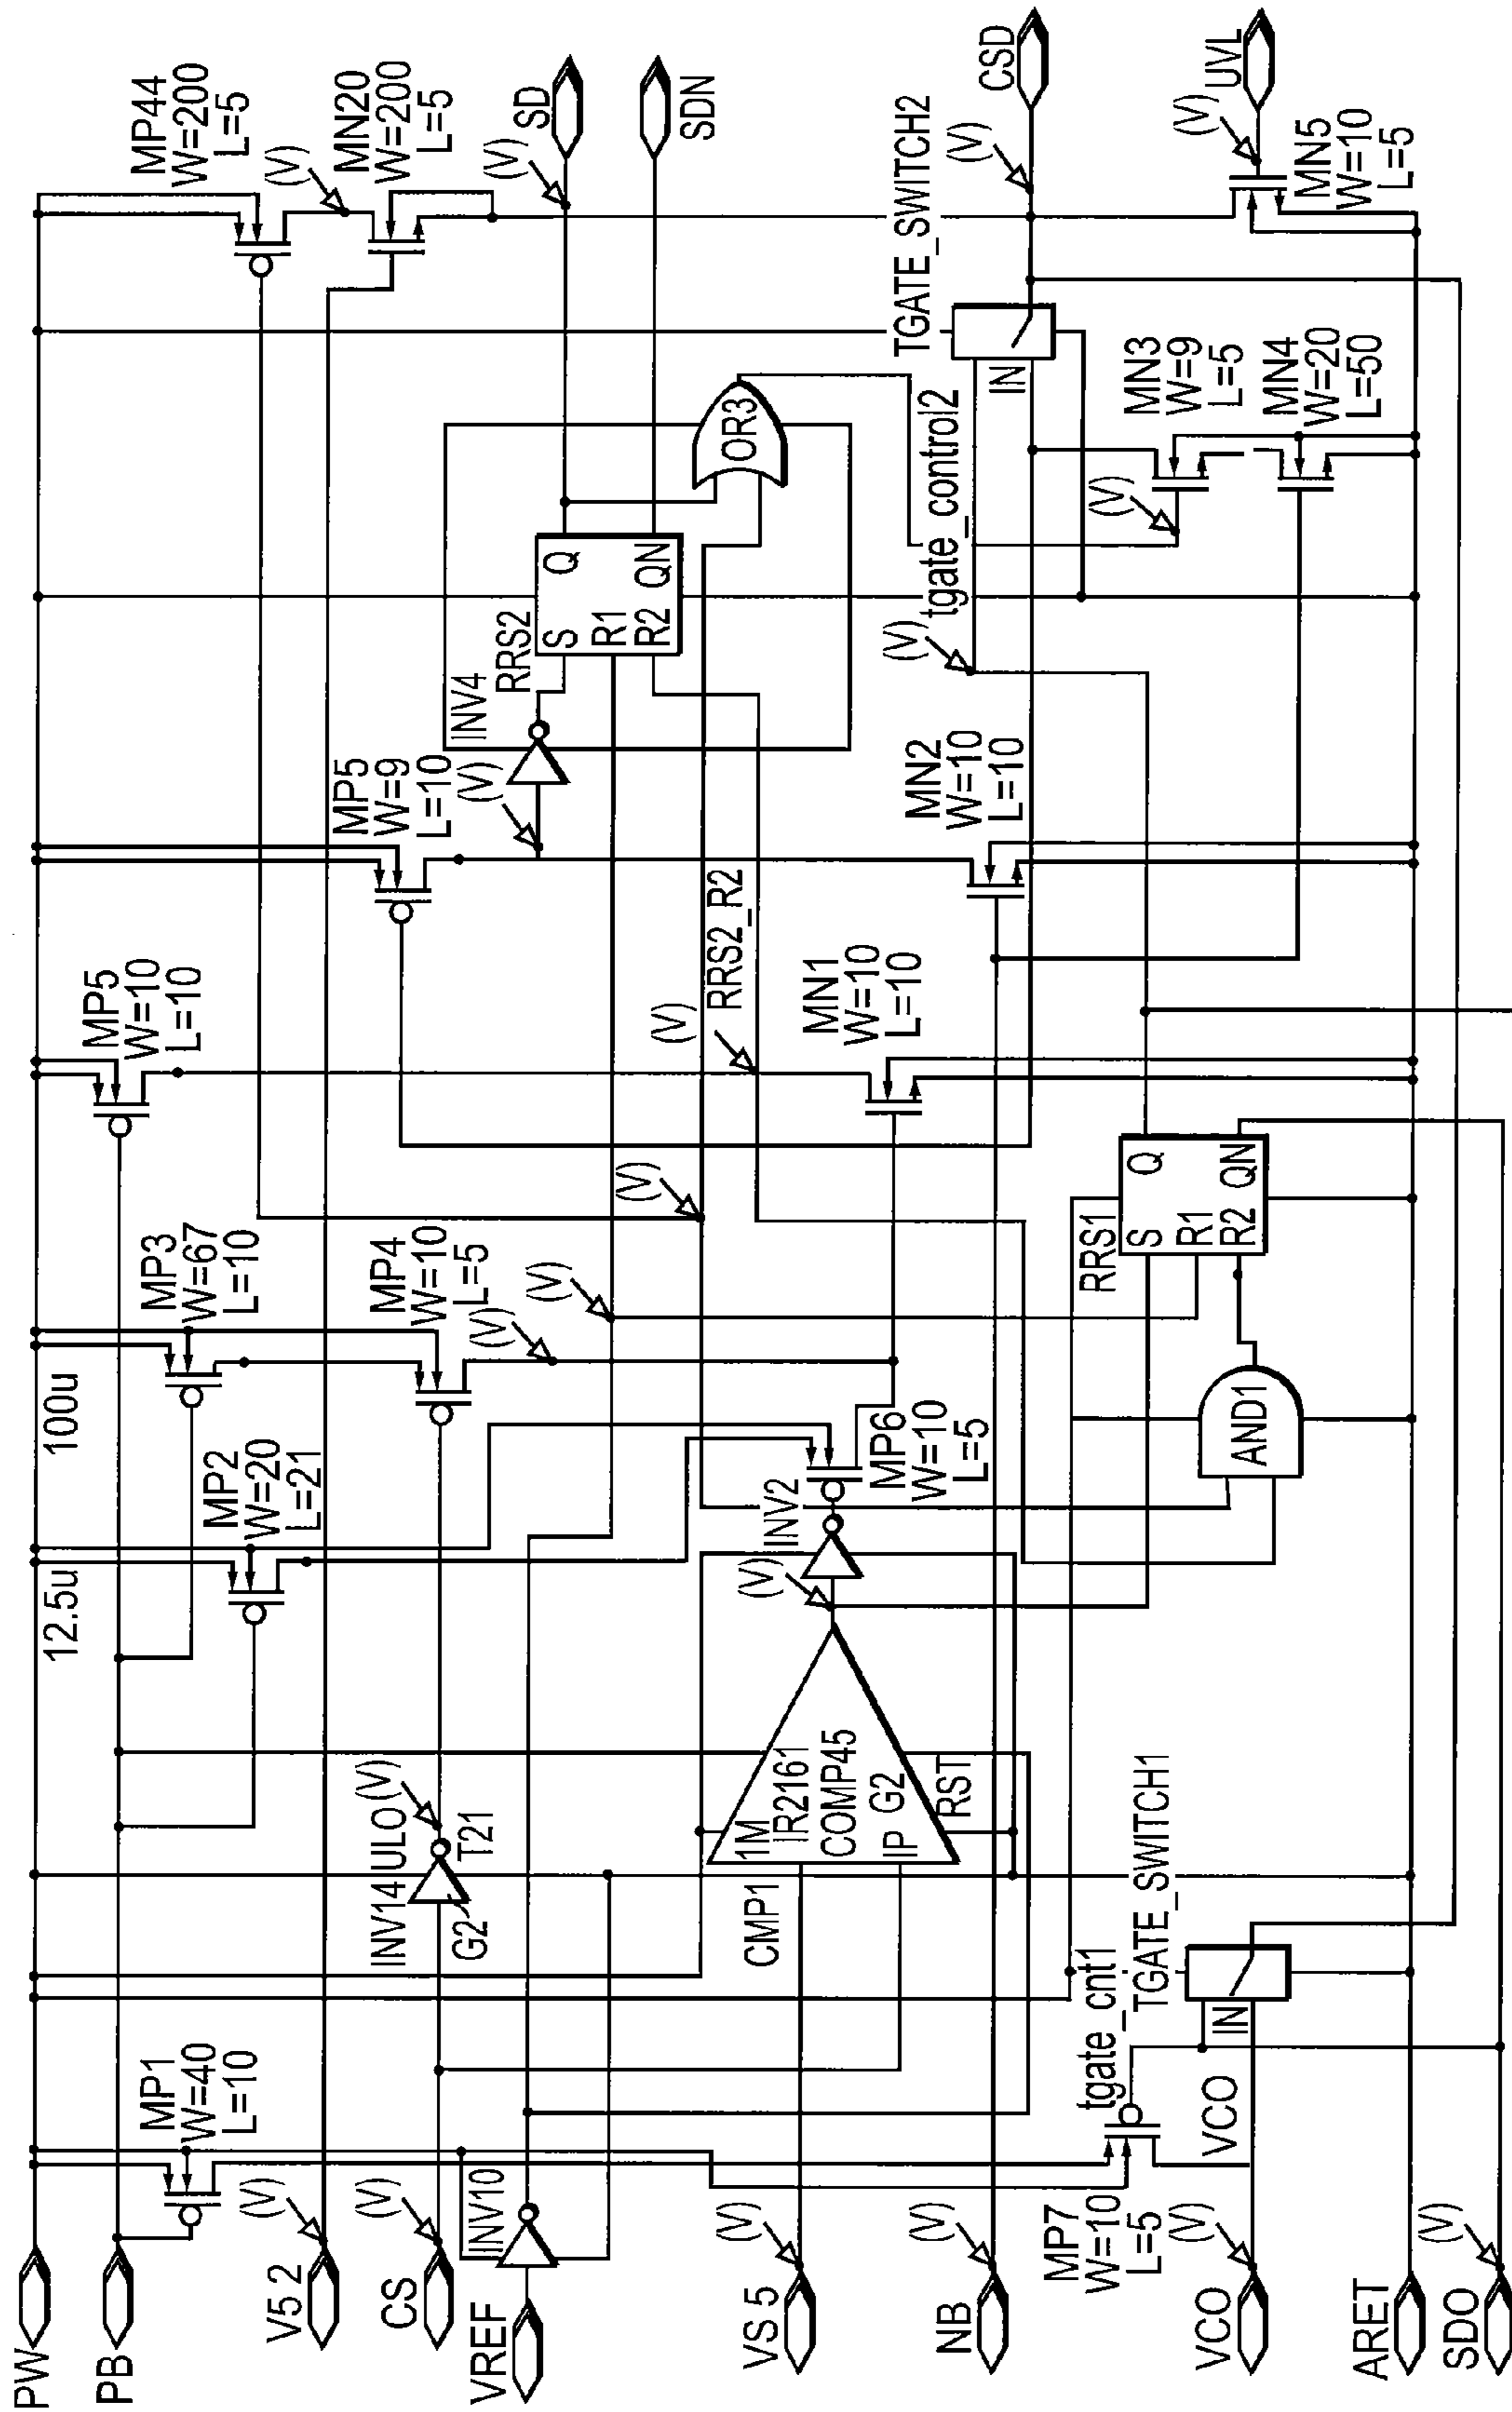 PW
PB
V5 2
CS
VREF
VS 5
NB
VCO
ARET
SDO
(V)
(V)
(V)
(V)
(V)
(V)
MP1
W=40
L=10
INV10
MP7
W=10
L=5
VCO
tgate_cnt1
TGATE_SWITCH1
IN
INV14
ULO
G2
T21
(V)
CMP1
1M
IR2161
COMP45
IP
G2
RST
(V)
INV2
12.5u
MP2
W=20
L=21
100u
MP3
W=67
L=10
MP4
W=10
L=5
(V)
(V)
(V)
MP6
W=10
L=5
AND1
RRS1
S
R1
R2
Q
QN
MP5
W=10
L=10
(V)
RRS2_R2
MN1
W=10
L=10
MP5
W=9
L=10
(V)
INV4
RRS2
S
R1
R2
Q
QN
MN2
W=10
L=10
(V)
tgate_control2
OR3
TGATE_SWITCH2
IN
(V)
MN3
W=9
L=5
MN4
W=20
L=50
MP44
W=200
L=5
(V)
MN20
W=200
L=5
(V)
SD
SDN
(V)
CSD
(V)
UVL
MN5
W=10
L=5